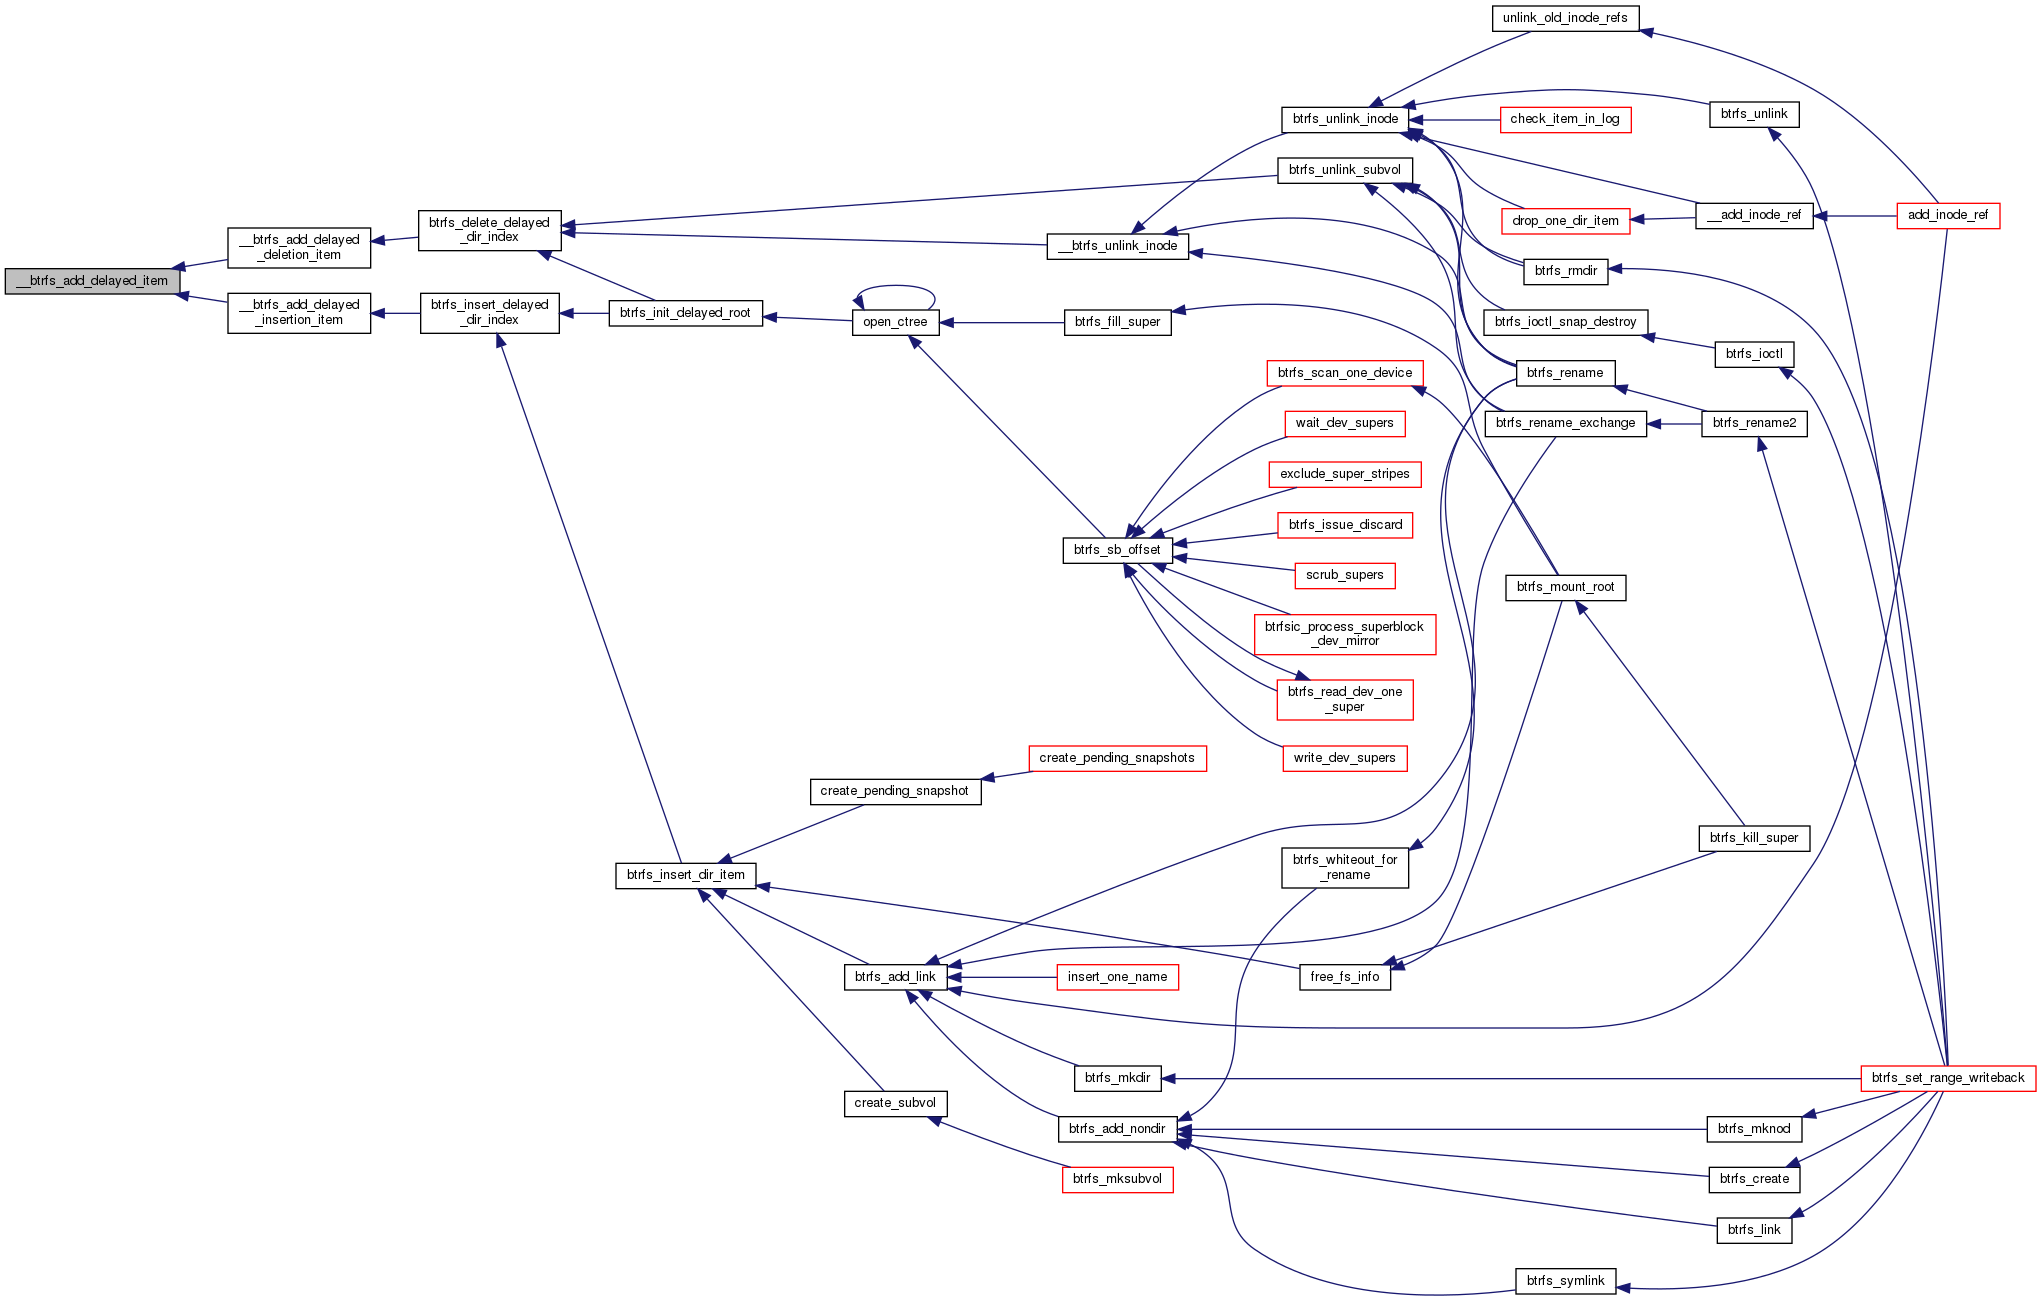 unlink_old_inode_refs
btrfs_unlink_inode
check_item_in_log
btrfs_unlink
btrfs_unlink_subvol
drop_one_dir_item
__add_inode_ref
add_inode_ref
__btrfs_add_delayed_item
__btrfs_add_delayed
_deletion_item
btrfs_delete_delayed
_dir_index
__btrfs_unlink_inode
btrfs_rmdir
__btrfs_add_delayed
_insertion_item
btrfs_insert_delayed
_dir_index
btrfs_init_delayed_root
open_ctree
btrfs_fill_super
btrfs_ioctl_snap_destroy
btrfs_ioctl
btrfs_scan_one_device
btrfs_rename
wait_dev_supers
btrfs_rename_exchange
btrfs_rename2
exclude_super_stripes
btrfs_issue_discard
btrfs_sb_offset
scrub_supers
btrfs_mount_root
btrfsic_process_superblock
_dev_mirror
btrfs_read_dev_one
_super
write_dev_supers
create_pending_snapshots
create_pending_snapshot
btrfs_kill_super
btrfs_insert_dir_item
btrfs_whiteout_for
_rename
btrfs_add_link
insert_one_name
free_fs_info
btrfs_mkdir
btrfs_set_range_writeback
create_subvol
btrfs_add_nondir
btrfs_mknod
btrfs_mksubvol
btrfs_create
btrfs_link
btrfs_symlink